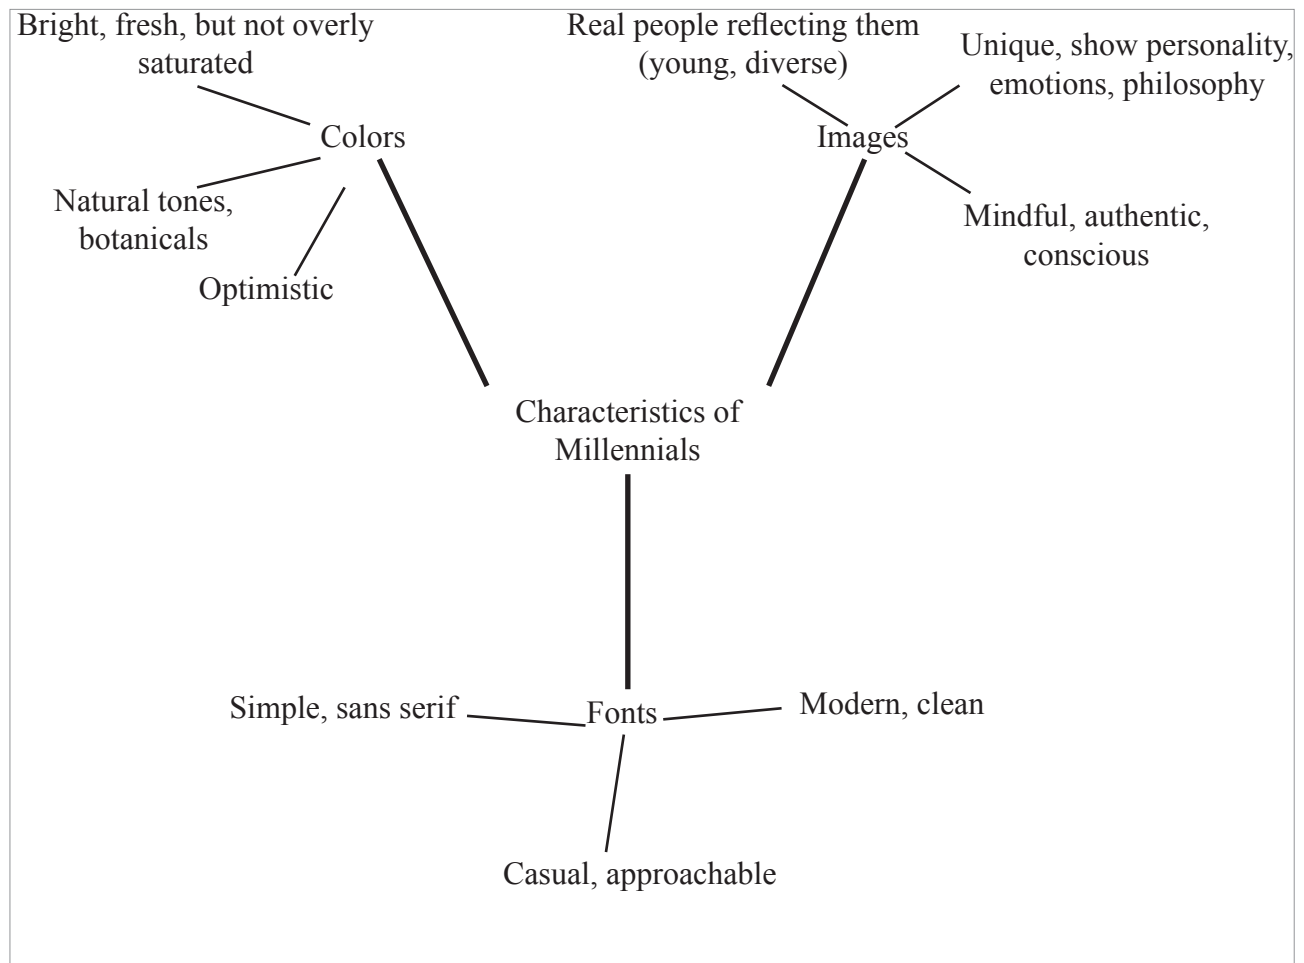 Bright, fresh, but not overly
saturated
Colors
Natural tones,
botanicals
Optimistic
Real people reflecting them
(young, diverse)
Unique, show personality,
emotions, philosophy
Images
Mindful, authentic,
conscious
Characteristics of
Millennials
Simple, sans serif
Fonts
Modern, clean
Casual, approachable